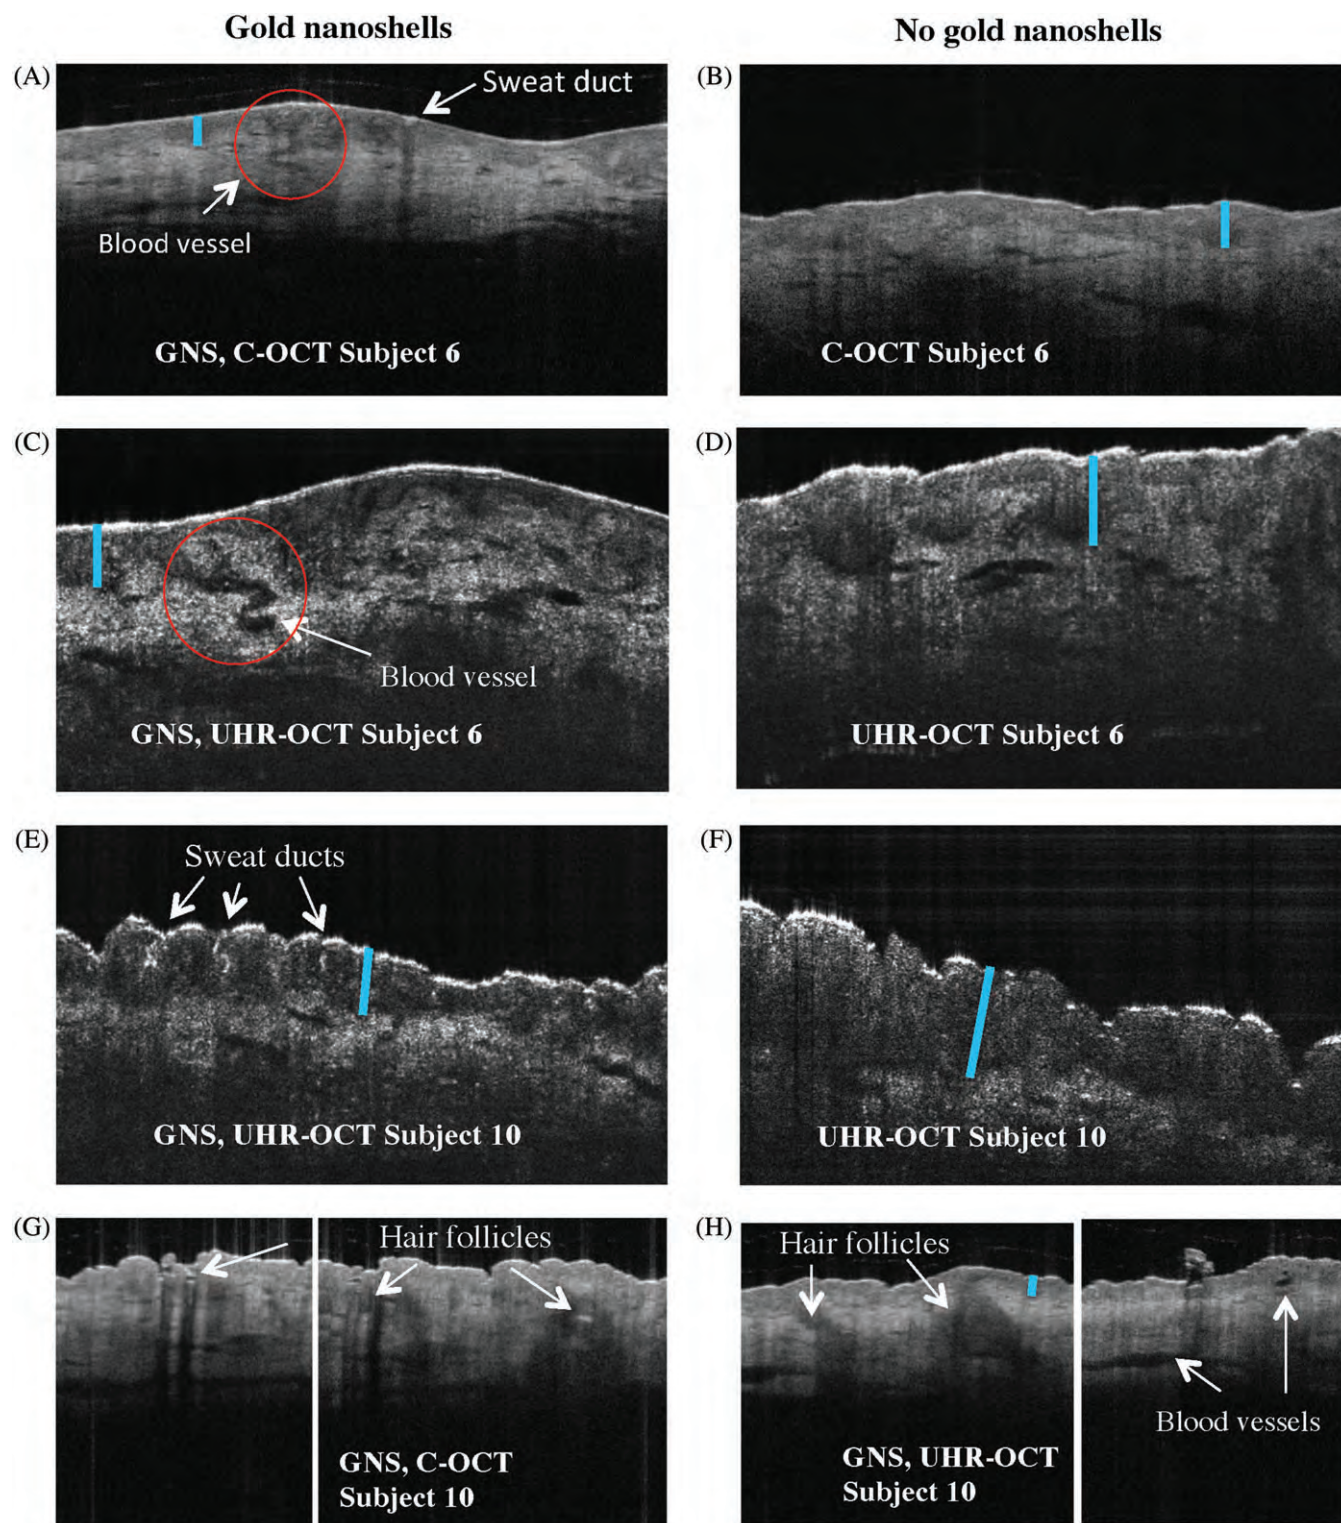 Gold nanoshells
No gold nanoshells
(A)
Sweat duct
Blood vessel
GNS, C-OCT Subject 6
(B)
C-OCT Subject 6
(C)
Blood vessel
GNS, UHR-OCT Subject 6
(D)
UHR-OCT Subject 6
(E)
Sweat ducts
GNS, UHR-OCT Subject 10
(F)
UHR-OCT Subject 10
(G)
Hair follicles
GNS, C-OCT
Subject 10
(H)
Hair follicles
Blood vessels
GNS, UHR-OCT
Subject 10